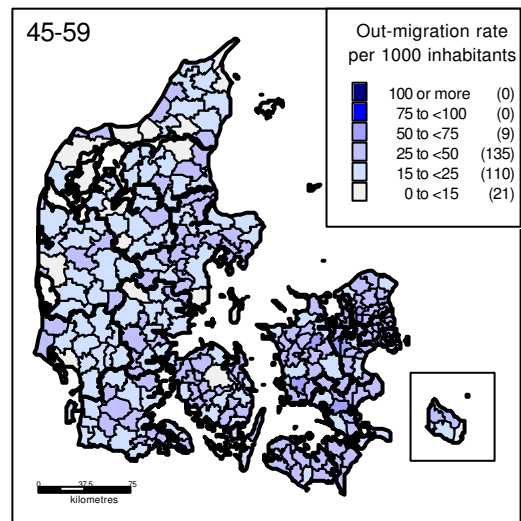 45-59
Out-migration rate
per 1000 inhabitants
100 or more (0)
75 to <100 (0)
50 to <75 (9)
25 to <50 (135)
15 to <25 (110)
0 to <15 (21)
0 37.5 75
kilometres